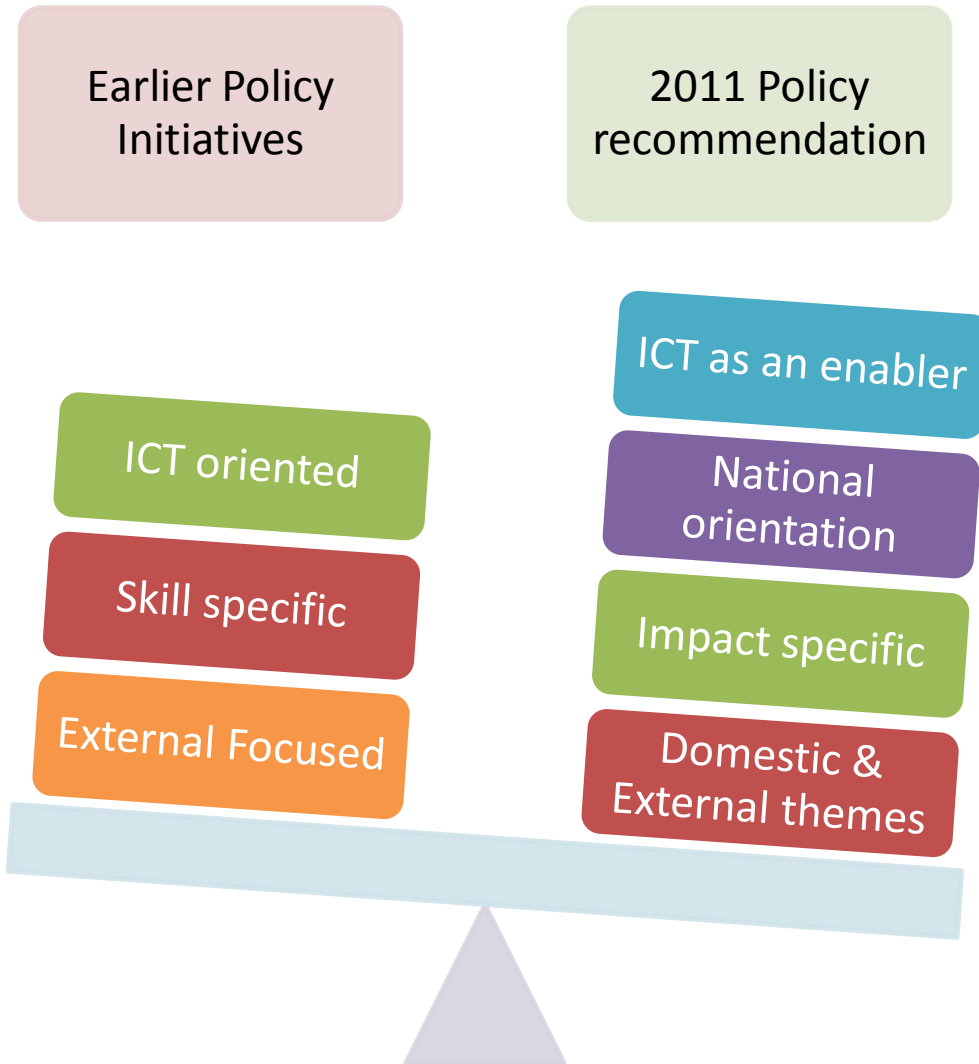 Earlier Policy
Initiatives
2011 Policy
recommendation
ICT oriented
Skill specific
External Focused
ICT as an enabler
National
orientation
Impact specific
Domestic &
External themes